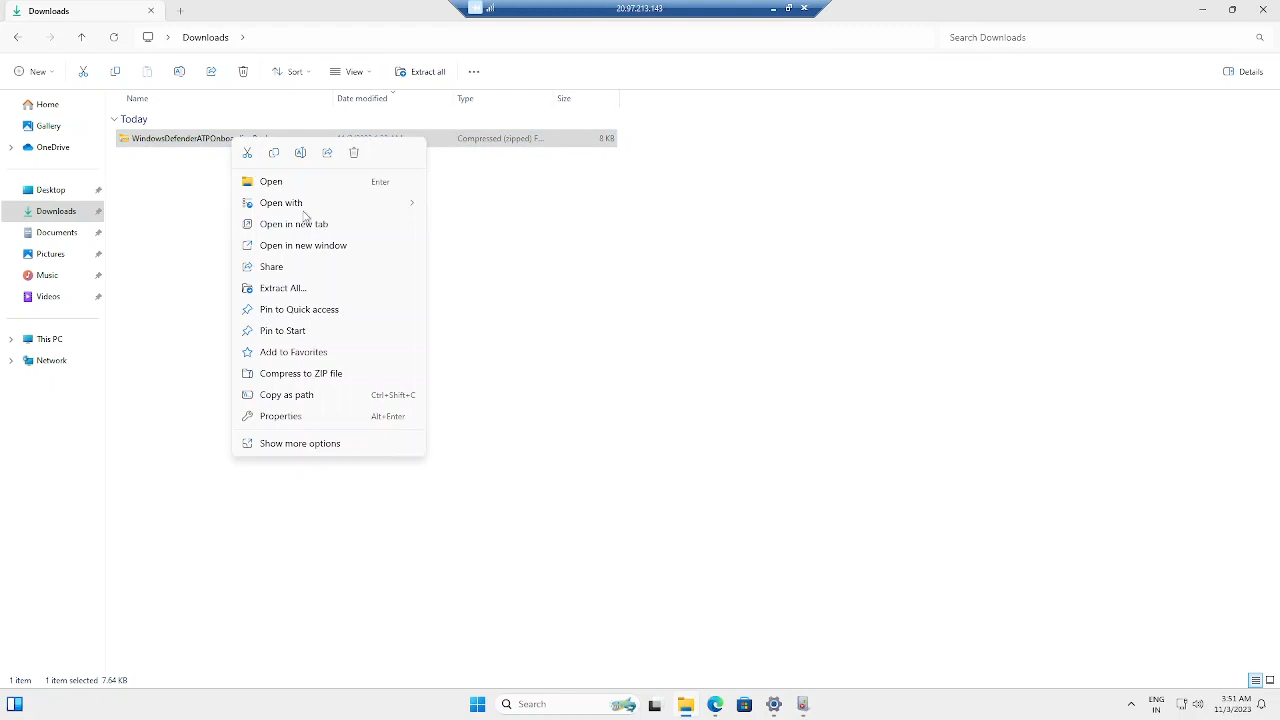 Downloads
20.97.213.143
Downloads
Search Downloads
New
Sort
View
Extract all
Details
Home
Gallery
OneDrive
Desktop
Downloads
Documents
Pictures
Music
Videos
This PC
Network
Name
Date modified
Type
Size
Today
Compressed (zipped) F...
8 KB
Open
Enter
Open with
Open in new tab
Open in new window
Share
Extract All...
Pin to Quick access
Pin to Start
Add to Favorites
Compress to ZIP file
Copy as path
Ctrl+Shift+C
Properties
Alt+Enter
Show more options
1 item
1 item selected 7.64 KB
Search
ENG
IN
3:51 AM
11/3/2023